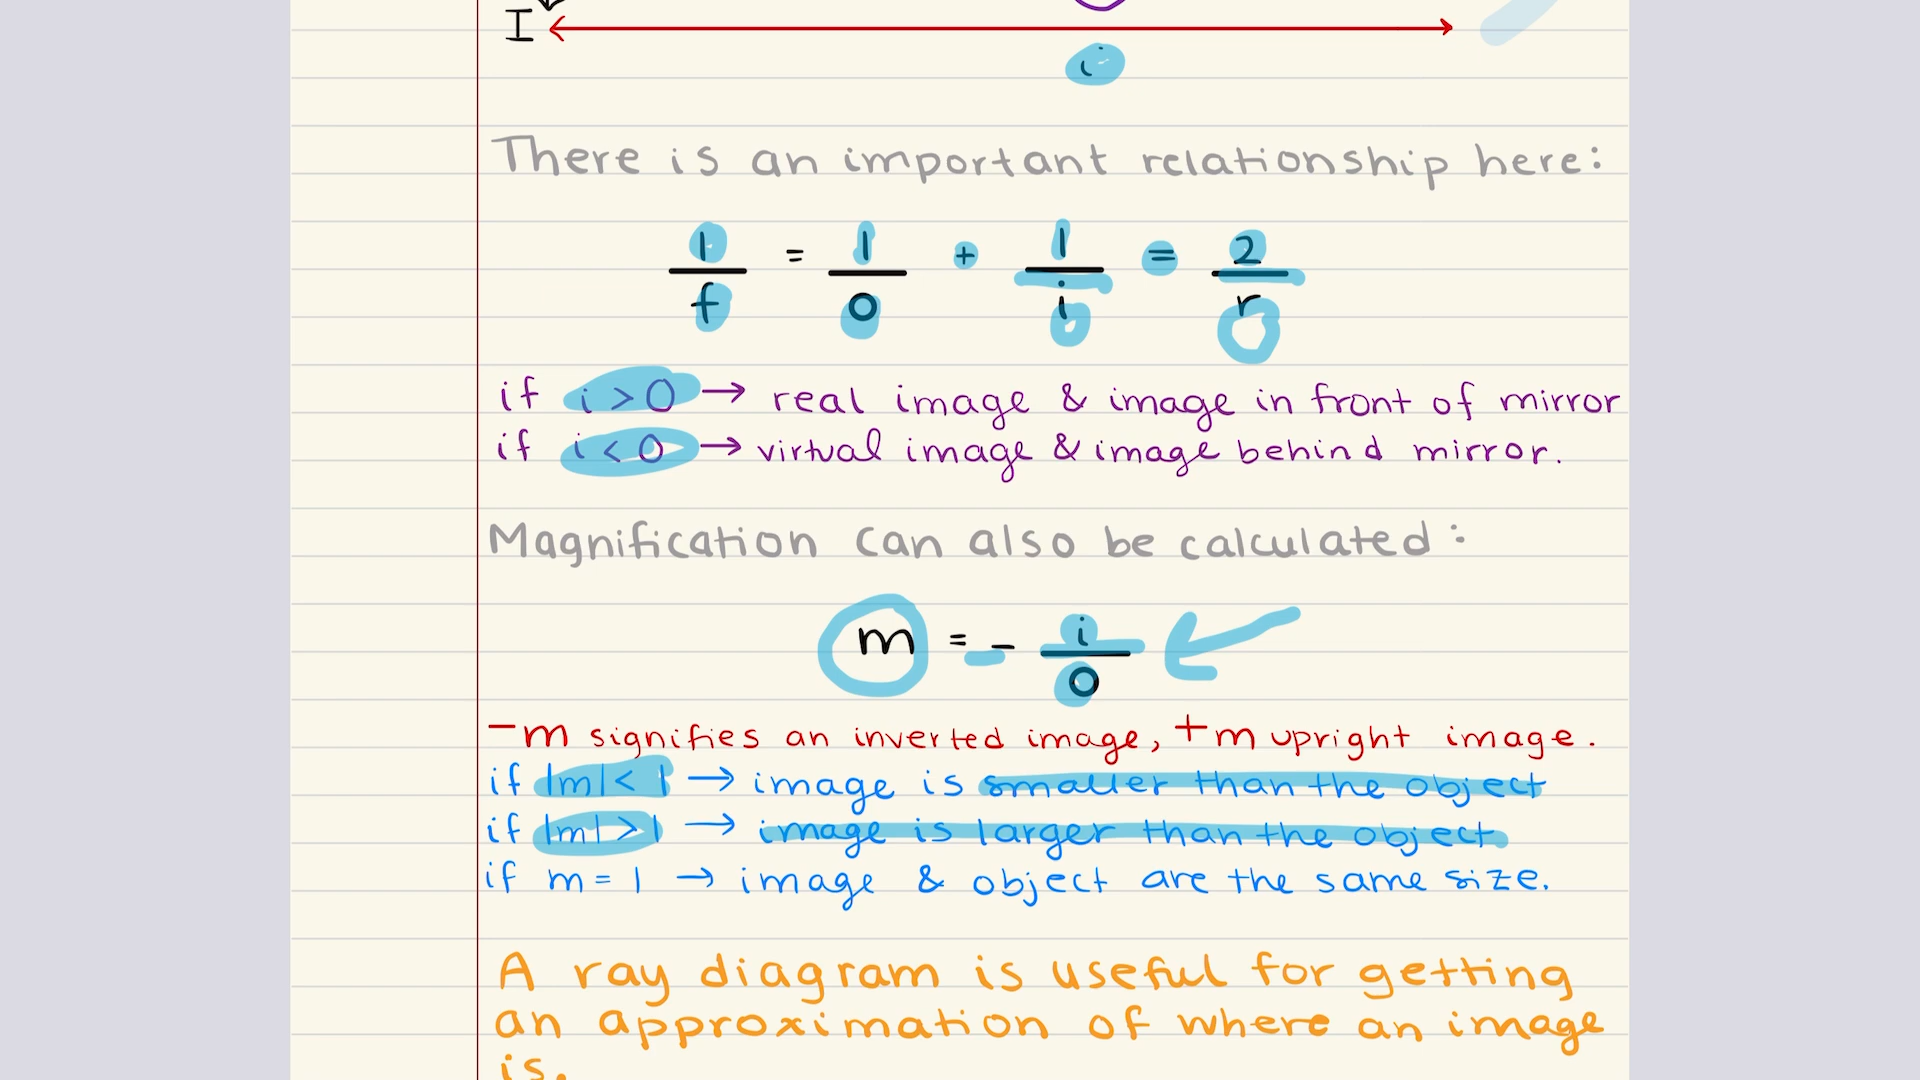 I
i
There is an important relationship here:
1/f = 1/o + 1/i = 2/r
if i > 0 → real image & image in front of mirror
if i < 0 → virtual image & image behind mirror.
Magnification can also be calculated:
m = - i/o
-m signifies an inverted image, +m upright image.
if |m| < 1 → image is smaller than the object
if |m| > 1 → image is larger than the object
if m = 1 → image & object are the same size.
A ray diagram is useful for getting
an approximation of where an image
is.